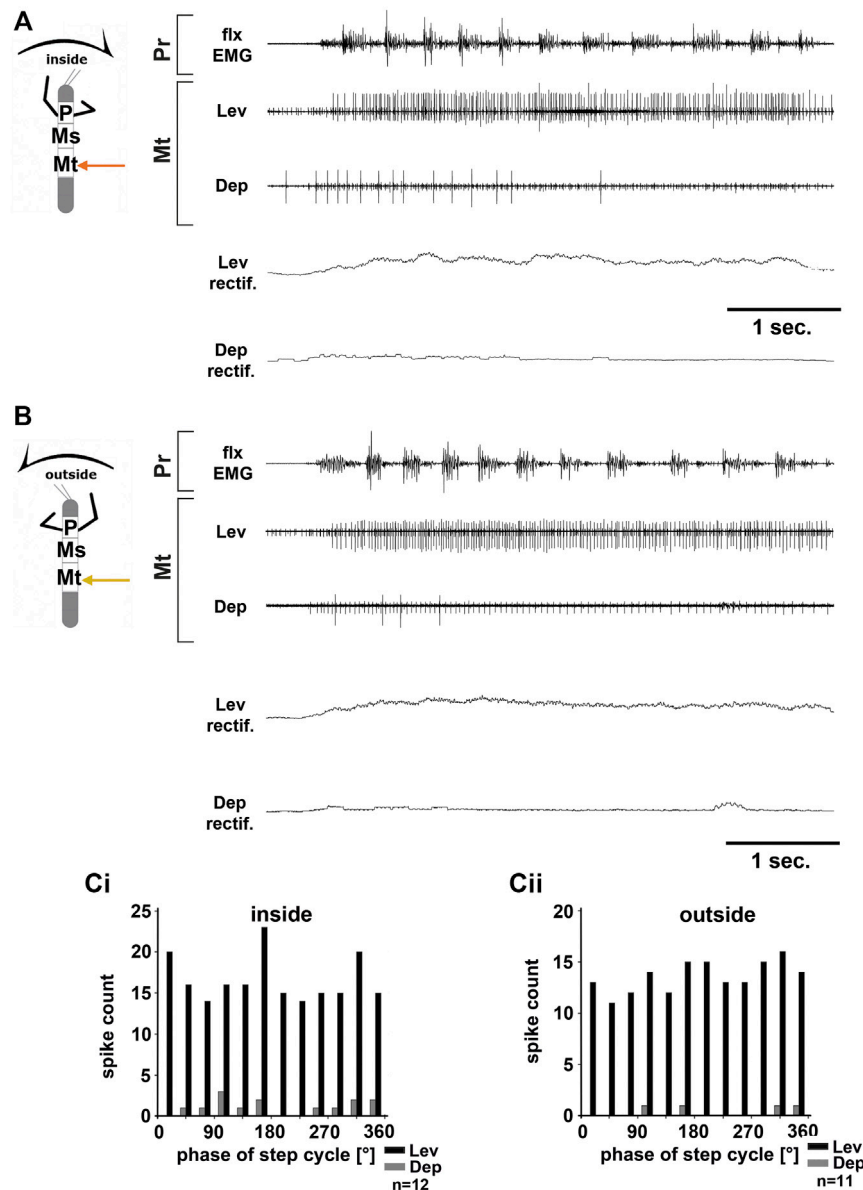 A
inside
P
Ms
Mt
Pr
flx
EMG
Mt
Lev
Dep
Lev
rectif.
1 sec.
Dep
rectif.
B
outside
P
Ms
Mt
Pr
flx
EMG
Mt
Lev
Dep
Lev
rectif.
Dep
rectif.
1 sec.
Ci
inside
25
20
15
10
5
0
spike count
0 90 180 270 360
phase of step cycle [°]
Lev
Dep
n=12
Cii
outside
20
15
10
5
0
spike count
0 90 180 270 360
phase of step cycle [°]
Lev
Dep
n=11